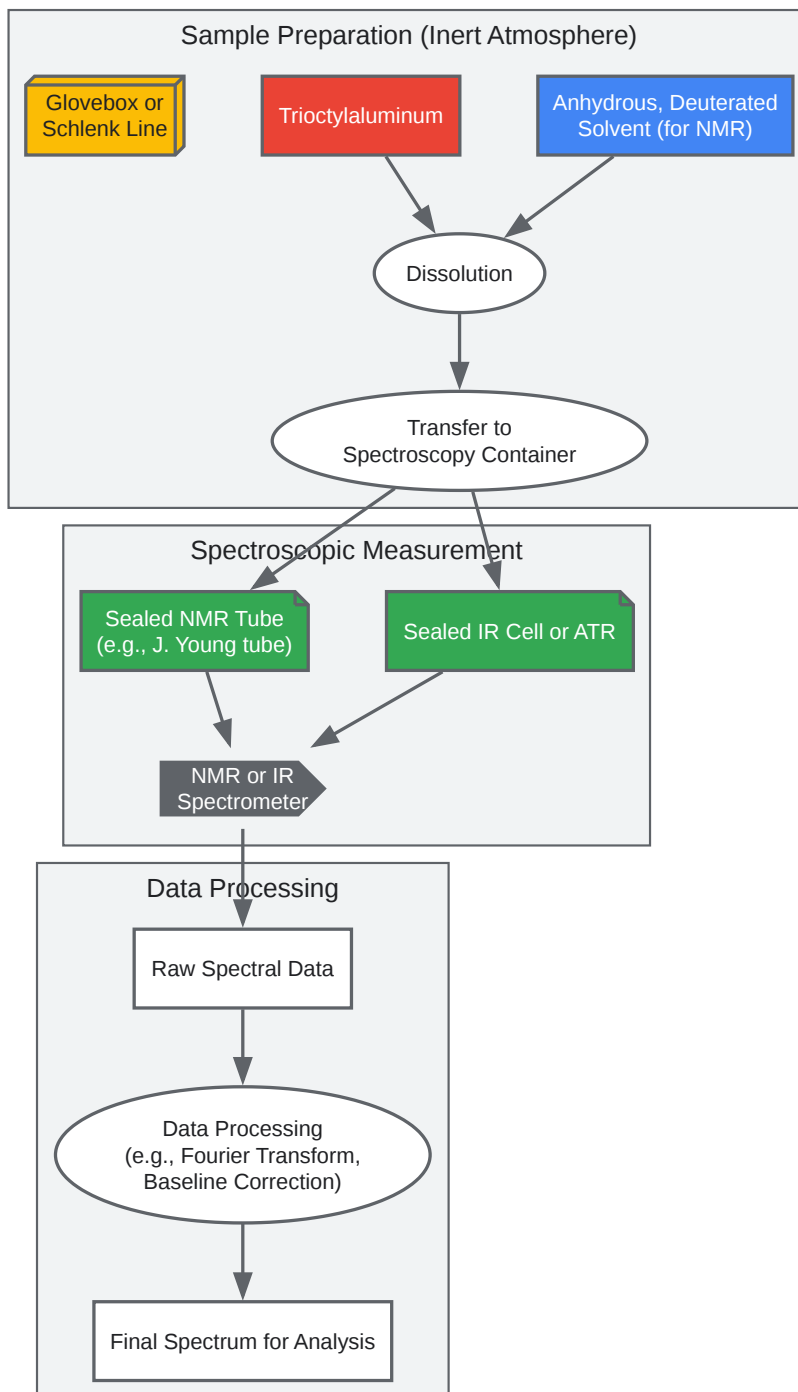 Sample Preparation (Inert Atmosphere)
Glovebox or
Schlenk Line
Trioctylaluminum
Anhydrous, Deuterated
Solvent (for NMR)
Dissolution
Transfer to
Spectroscopy Container
Spectroscopic Measurement
Sealed NMR Tube
(e.g., J. Young tube)
Sealed IR Cell or ATR
NMR or IR
Spectrometer
Data Processing
Raw Spectral Data
Data Processing
(e.g., Fourier Transform,
Baseline Correction)
Final Spectrum for Analysis